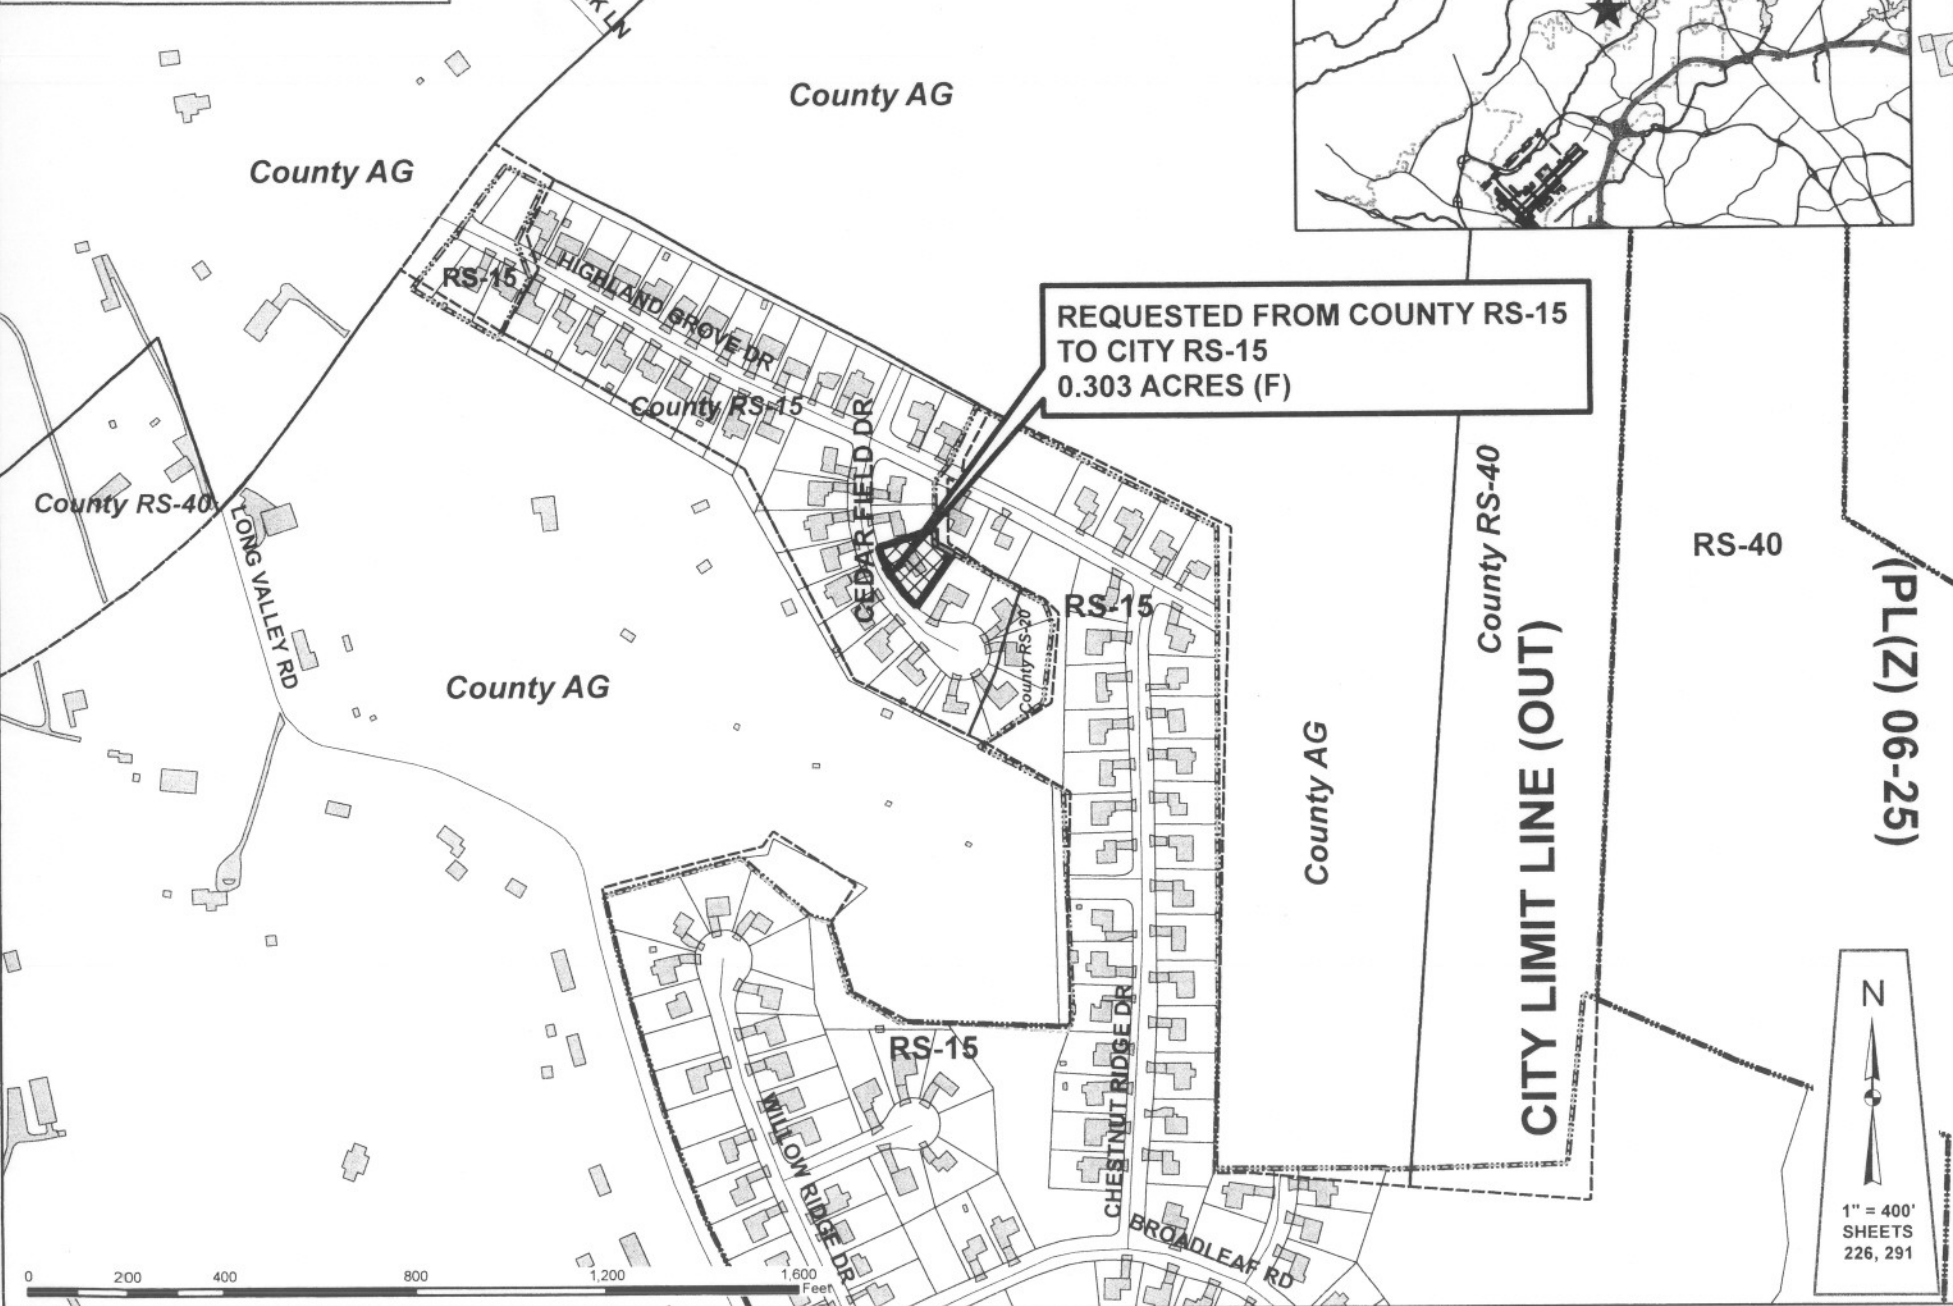 County AG
County AG
RS-15
HIGHLAND GROVE DR
REQUESTED FROM COUNTY RS-15
TO CITY RS-15
0.303 ACRES (F)
County RS-15
CEDAR FIELD DR
County RS-40
LONG VALLEY RD
County RS-40
RS-40
(PL(Z) 06-25)
RS-15
County RS-20
County AG
County AG
CITY LIMIT LINE (OUT)
RS-15
WILLOW RIDGE DR
CHESTNUT RIDGE DR
BROADLEAF RD
N
1" = 400'
SHEETS
226, 291
0 200 400 800 1,200 1,600
Feet